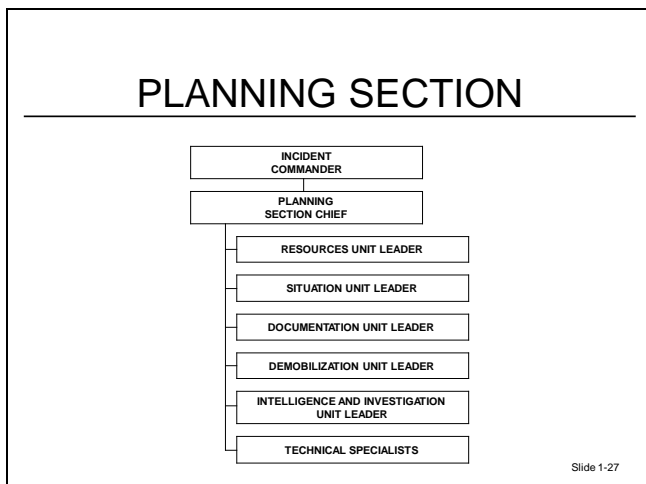 PLANNING SECTION
INCIDENT
COMMANDER
PLANNING
SECTION CHIEF
RESOURCES UNIT LEADER
SITUATION UNIT LEADER
DOCUMENTATION UNIT LEADER
DEMOBILIZATION UNIT LEADER
INTELLIGENCE AND INVESTIGATION
UNIT LEADER
TECHNICAL SPECIALISTS
Slide 1-27